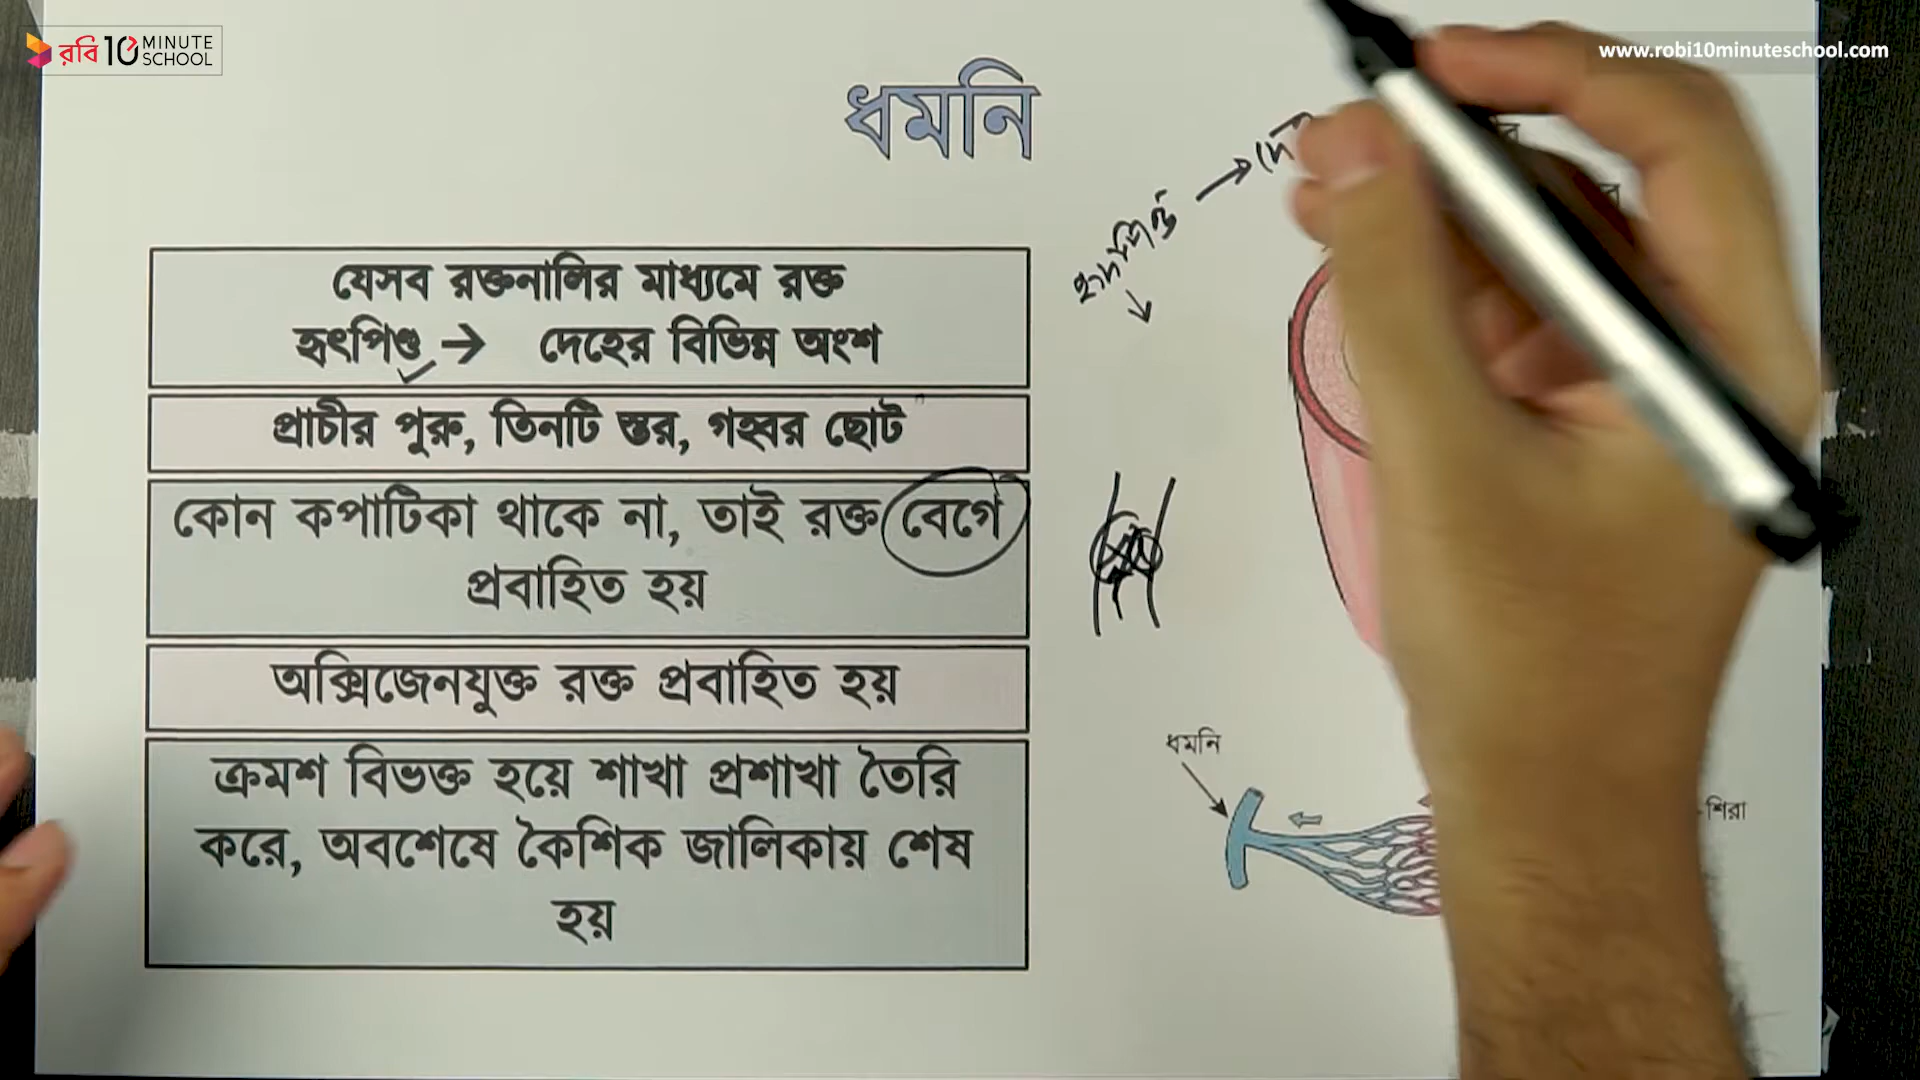 রবি 10 MINUTE SCHOOL
www.robi10minuteschool.com
ধমনি
যেসব রক্তনালির মাধ্যমে রক্ত
হৃৎপিণ্ড → দেহের বিভিন্ন অংশ
প্রাচীর পুরু, তিনটি স্তর, গহ্বর ছোট
কোন কপাটিকা থাকে না, তাই রক্ত বেগে
প্রবাহিত হয়
অক্সিজেনযুক্ত রক্ত প্রবাহিত হয়
ক্রমশ বিভক্ত হয়ে শাখা প্রশাখা তৈরি
করে, অবশেষে কৈশিক জালিকায় শেষ
হয়
হৃদপিণ্ড →
ধমনি
শিরা